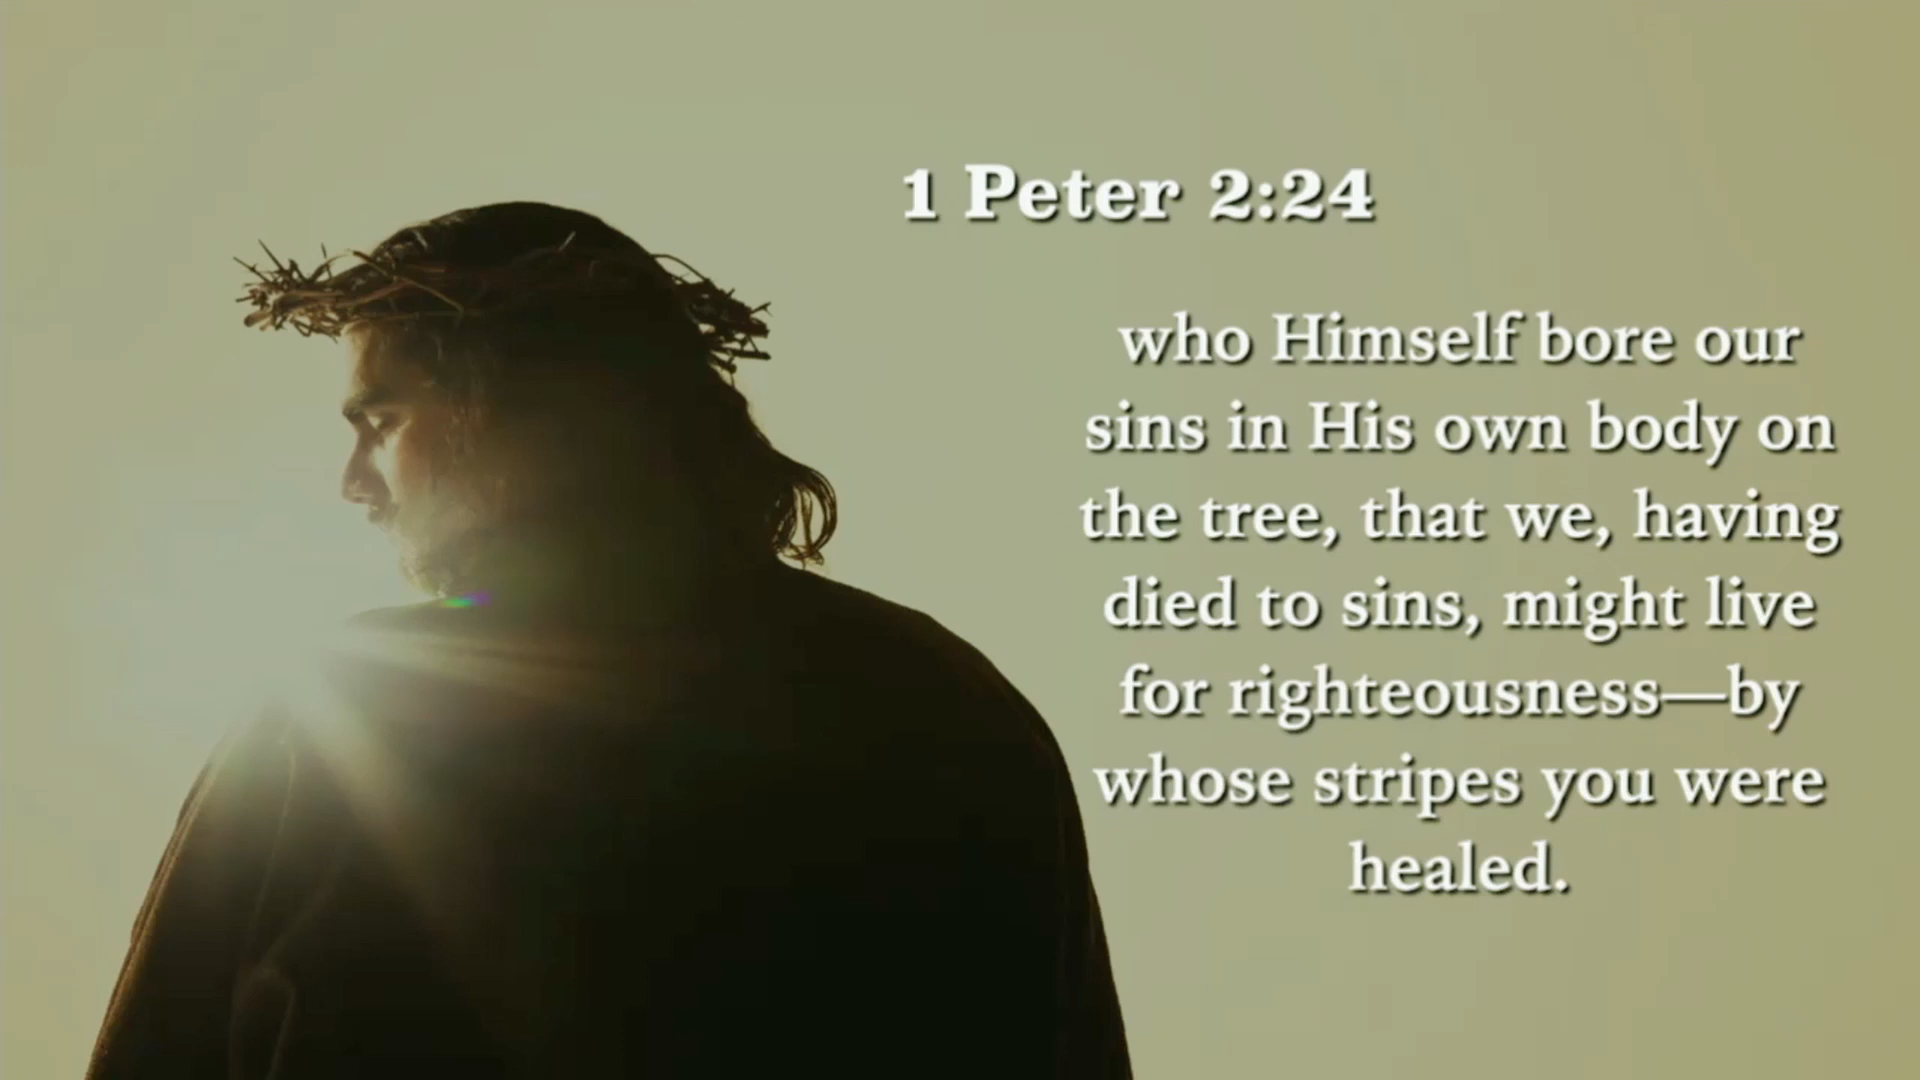 1 Peter 2:24
who Himself bore our
sins in His own body on
the tree, that we, having
died to sins, might live
for righteousness—by
whose stripes you were
healed.